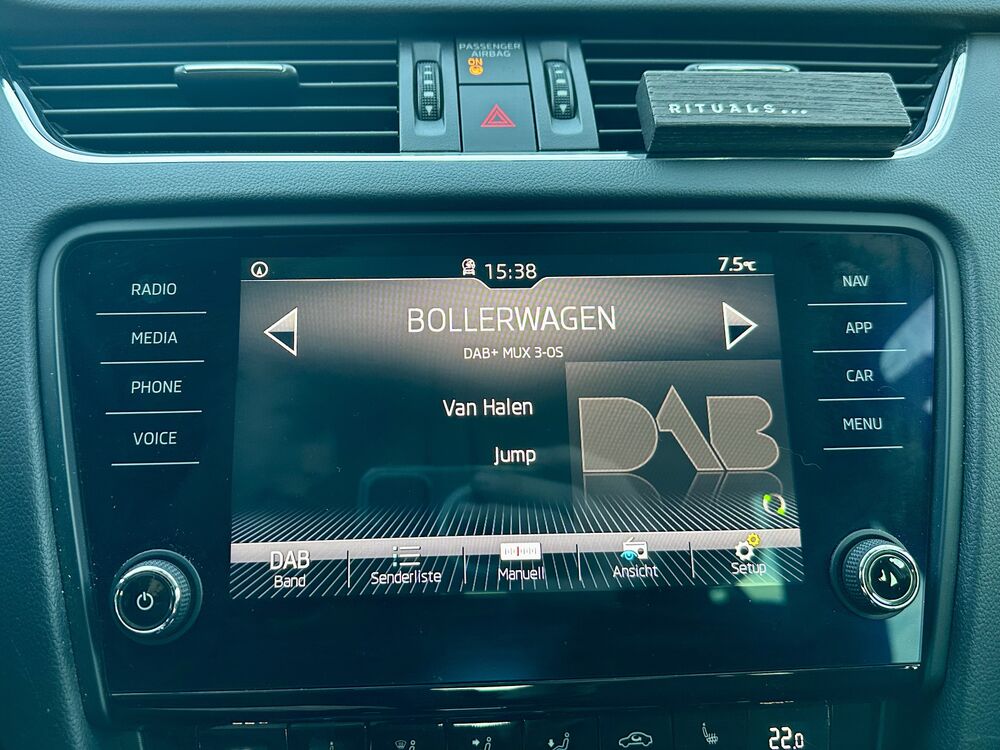 PASSENGER
AIRBAG
ON
RITUALS...
15:38
7.5°C
RADIO
MEDIA
PHONE
VOICE
BOLLERWAGEN
DAB+ MUX 3-OS
Van Halen
Jump
DAB
DAB
Band
Senderliste
Manuell
Ansicht
Setup
NAV
APP
CAR
MENU
22.0